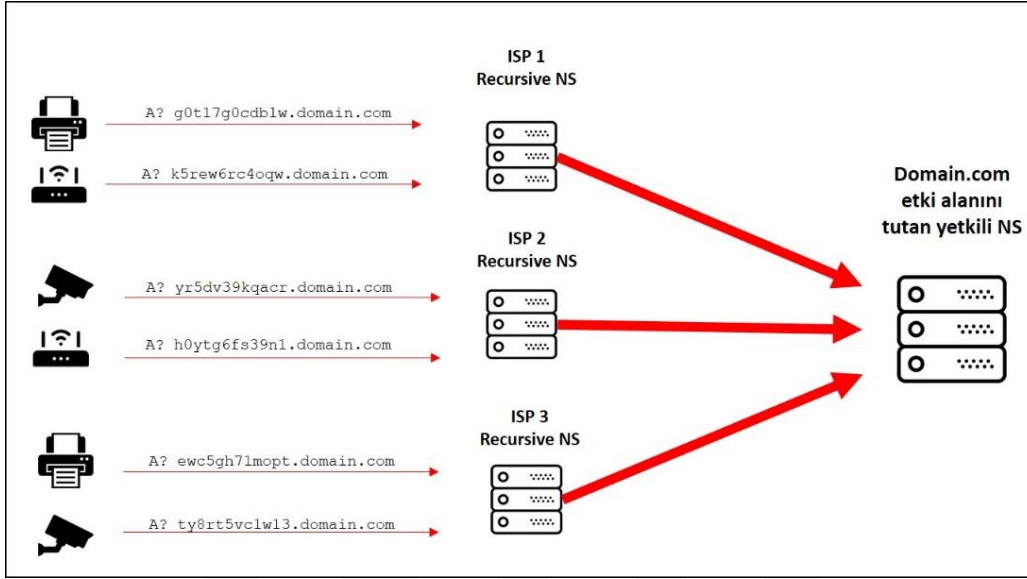 ISP 1
Recursive NS
A? g0t17g0cdblw.domain.com
A? k5rew6rc4oqw.domain.com
Domain.com
etki alanını
tutan yetkili NS
ISP 2
Recursive NS
A? yr5dv39kqacr.domain.com
A? h0ytg6fs39n1.domain.com
ISP 3
Recursive NS
A? ewc5gh71mopt.domain.com
A? ty8rt5vclwl3.domain.com